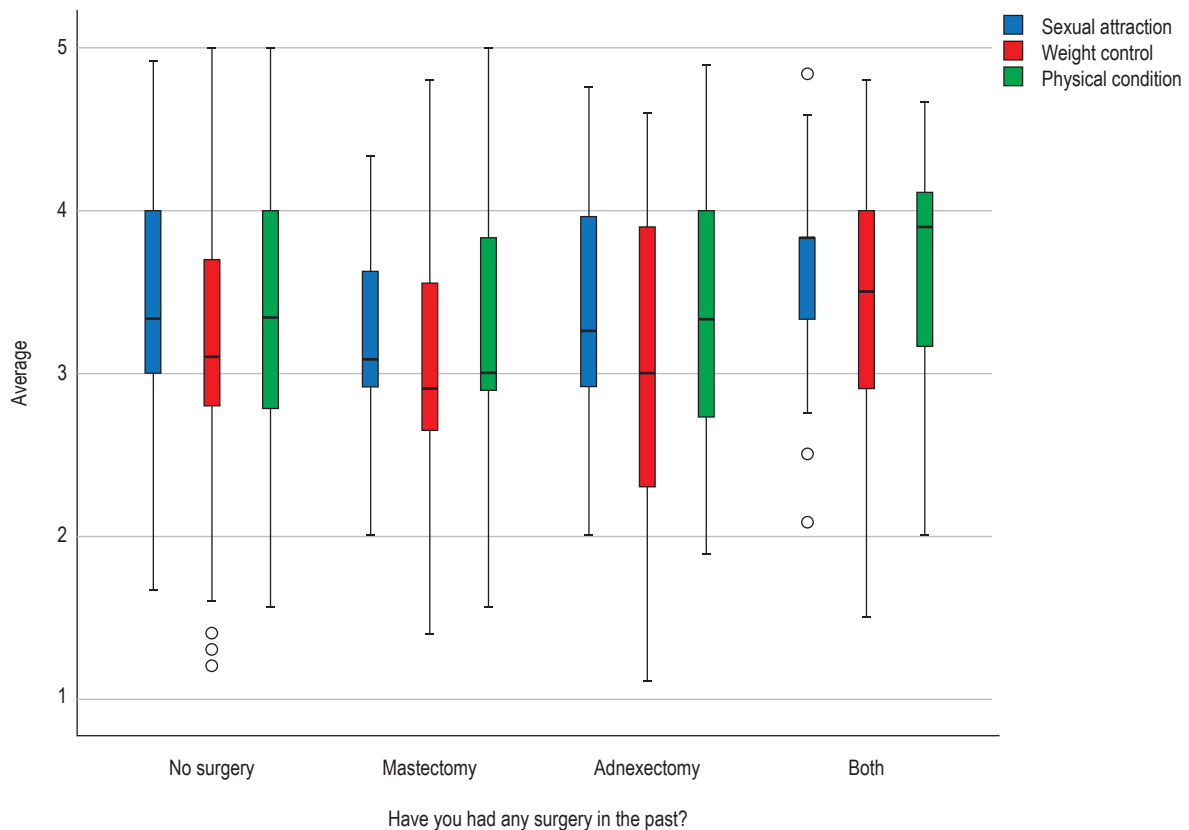 Sexual attraction
Weight control
Physical condition
5
4
3
2
1
Average
No surgery Mastectomy Adnexectomy Both
Have you had any surgery in the past?